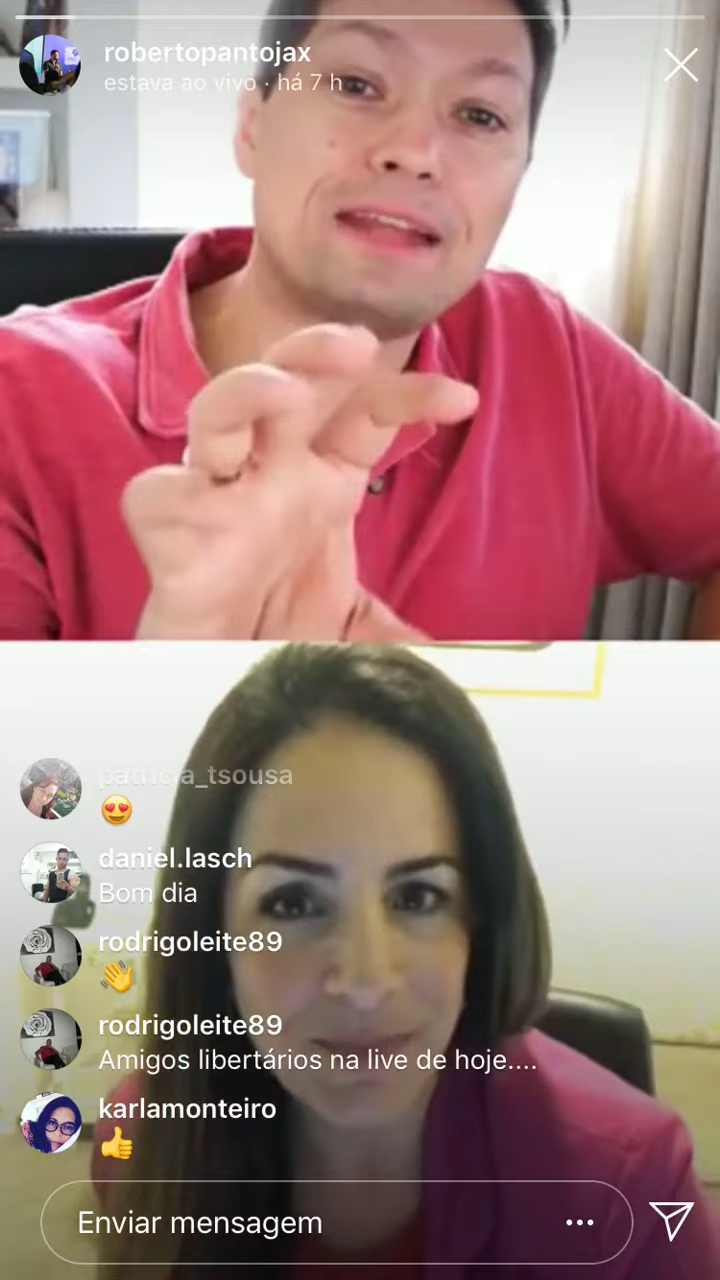 robertopantojax
estava ao vivo · há 7 h
patricia_tsousa
😍
daniel.lasch
Bom dia
rodrigoleite89
👋
rodrigoleite89
Amigos libertários na live de hoje....
karlamonteiro
👍
Enviar mensagem